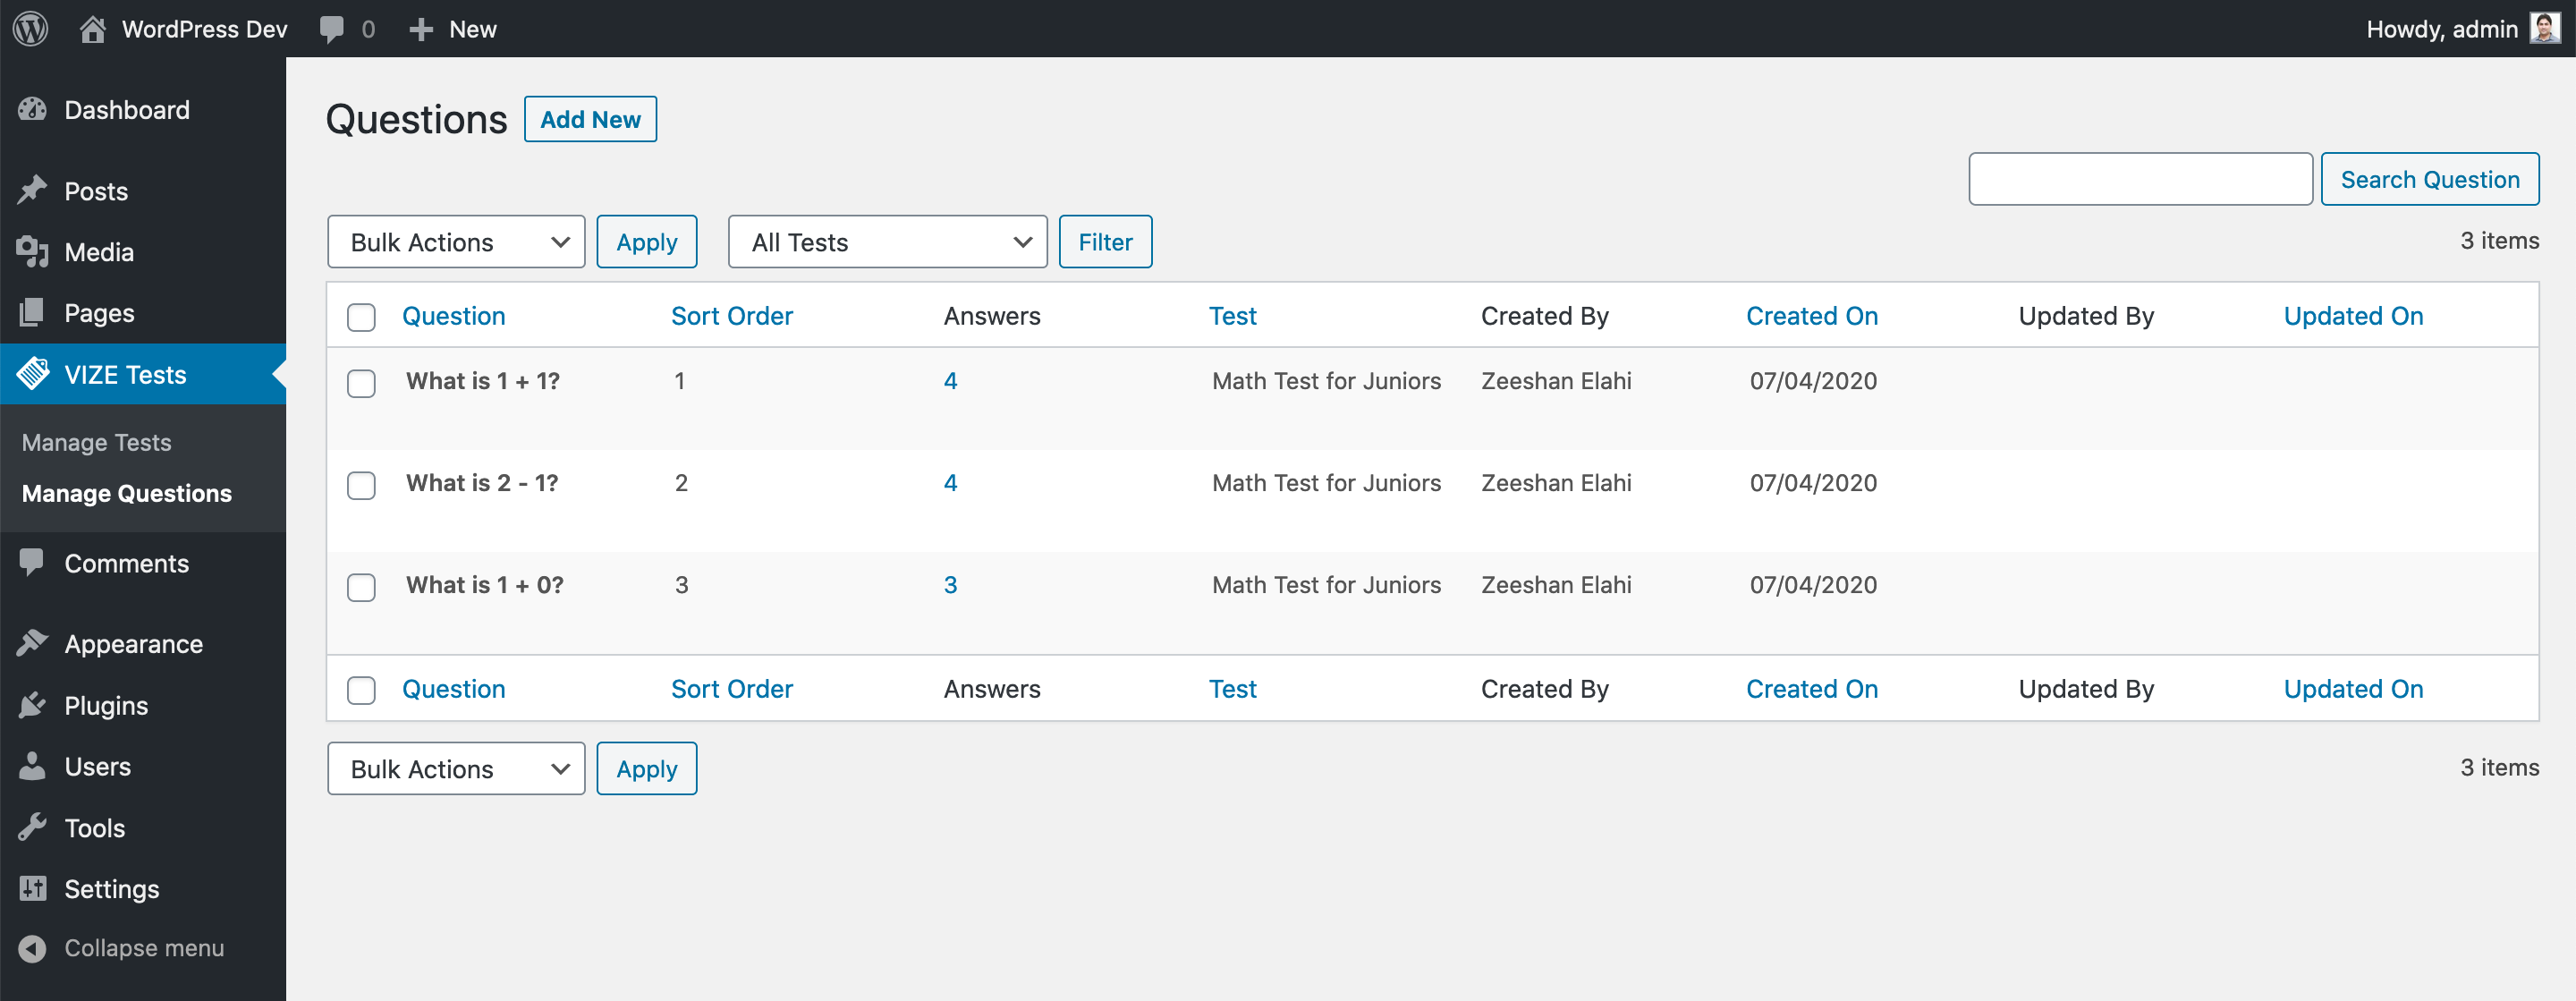 WordPress Dev 0 New Howdy, admin
Dashboard
Posts
Media
Pages
VIZE Tests
Manage Tests
Manage Questions
Comments
Appearance
Plugins
Users
Tools
Settings
Collapse menu
Questions Add New
Search Question
Bulk Actions Apply All Tests Filter 3 items
Question Sort Order Answers Test Created By Created On Updated By Updated On
What is 1 + 1? 1 4 Math Test for Juniors Zeeshan Elahi 07/04/2020
What is 2 - 1? 2 4 Math Test for Juniors Zeeshan Elahi 07/04/2020
What is 1 + 0? 3 3 Math Test for Juniors Zeeshan Elahi 07/04/2020
Question Sort Order Answers Test Created By Created On Updated By Updated On
Bulk Actions Apply 3 items